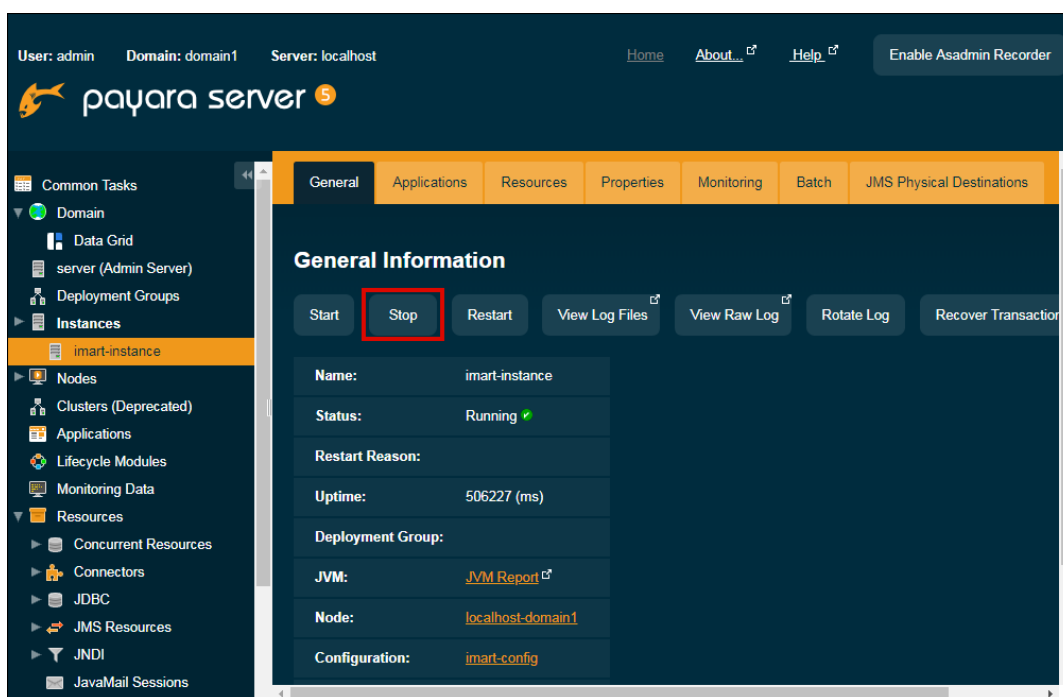 User: admin Domain: domain1 Server: localhost Home About... Help Enable Asadmin Recorder
payara server 5
Common Tasks
Domain
Data Grid
server (Admin Server)
Deployment Groups
Instances
imart-instance
Nodes
Clusters (Deprecated)
Applications
Lifecycle Modules
Monitoring Data
Resources
Concurrent Resources
Connectors
JDBC
JMS Resources
JNDI
JavaMail Sessions
General Applications Resources Properties Monitoring Batch JMS Physical Destinations
General Information
Start Stop Restart View Log Files View Raw Log Rotate Log Recover Transaction
Name: imart-instance
Status: Running
Restart Reason:
Uptime: 506227 (ms)
Deployment Group:
JVM: JVM Report
Node: localhost-domain1
Configuration: imart-config